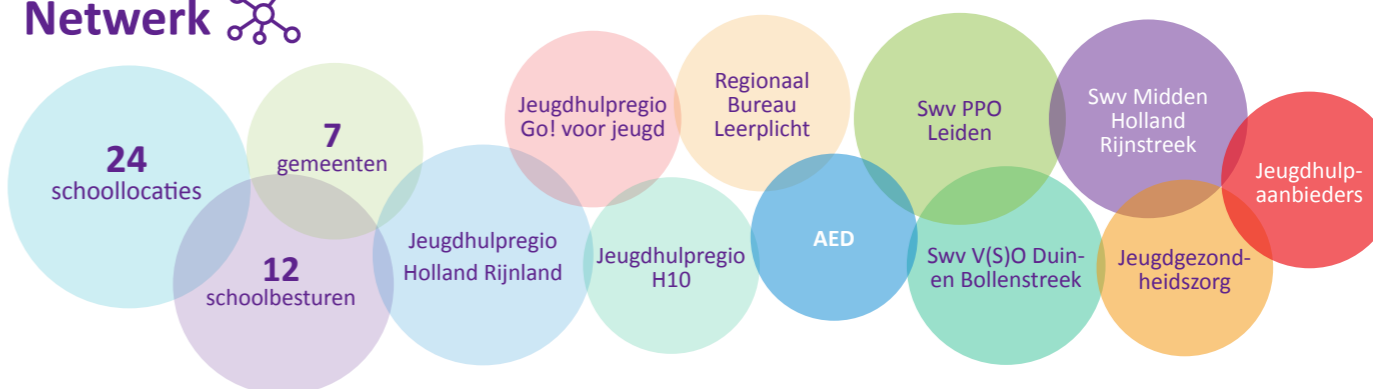 Netwerk
24
schoollocaties
7
gemeenten
12
schoolbesturen
Jeugdhulpregio
Holland Rijnland
Jeugdhulpregio
Go! voor jeugd
Jeugdhulpregio
H10
Regionaal
Bureau
Leerplicht
AED
Swv PPO
Leiden
Swv V(S)O Duin-
en Bollenstreek
Swv Midden
Holland
Rijnstreek
Jeugdgezond-
heidszorg
Jeugdhulp-
aanbieders